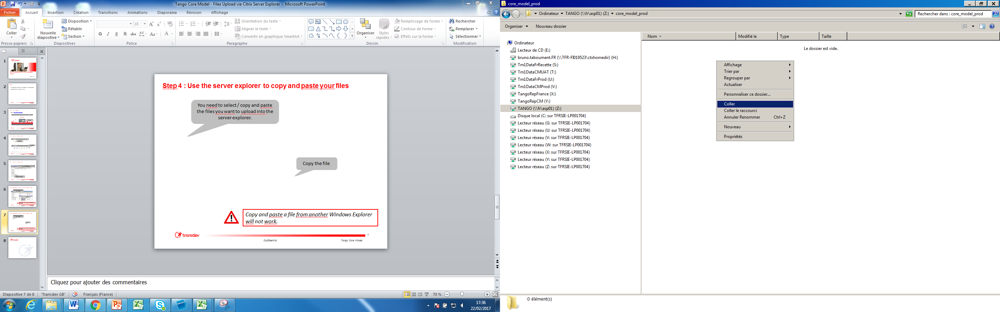 Tango Core Model - Files Upload via Citrix Server Explorer - Microsoft PowerPoint
Fichier Accueil Insertion Création Transitions Animations Diaporama Révision Affichage
Coller
Presse-papiers
Nouvelle
diapositive
Disposition
Rétablir
Section
Diapositives
18
G I S S abc AV Aa A
Police
Orientation du texte
Aligner le texte
Convertir en graphique SmartArt
Paragraphe
Organiser
Styles
rapides
Remplissage de forme
Contour de forme
Effets sur la forme
Dessin
Rechercher
Remplacer
Sélectionner
Modification
1
2
3
4
5
6
7
8
Step 4 : Use the server explorer to copy and paste your files
You need to select / copy and paste
the files you want to upload into the
server explorer.
Copy the file
Copy and paste a file from another Windows Explorer
will not work.
transdev
7
Confidential
Tango Core Model
Cliquez pour ajouter des commentaires
Diapositive 7 de 8
"Transdev GB"
Français (France)
70 %
17:36
22/02/2017
core_model_prod
Ordinateur
TANGO (\\fr\asp01) (Z:)
core_model_prod
Rechercher dans : core_model_prod
Organiser
Nouveau dossier
Ordinateur
Lecteur de CD (E:)
bruno.taboument.FR (\\TFR-FI019523\ctxhomedir) (H:)
Tm1DataFrRecette (S:)
Tm1DataCMUAT (T:)
Tm1DataFrProd (U:)
Tm1DataCMProd (V:)
TangoRepFrance (X:)
TangoRepCM (Y:)
TANGO (\\fr\asp01) (Z:)
Disque local (C: sur TFRSIE-LP001704)
Lecteur réseau (G: sur TFRSIE-LP001704)
Lecteur réseau (U: sur TFRSIE-LP001704)
Lecteur réseau (V: sur TFRSIE-LP001704)
Lecteur réseau (W: sur TFRSIE-LP001704)
Lecteur réseau (X: sur TFRSIE-LP001704)
Lecteur réseau (Y: sur TFRSIE-LP001704)
Lecteur réseau (Z: sur TFRSIE-LP001704)
Nom
Modifié le
Type
Taille
Le dossier est vide.
Affichage
Trier par
Regrouper par
Actualiser
Personnaliser ce dossier...
Coller
Coller le raccourci
Annuler Renommer Ctrl+Z
Nouveau
Propriétés
0 élément(s)